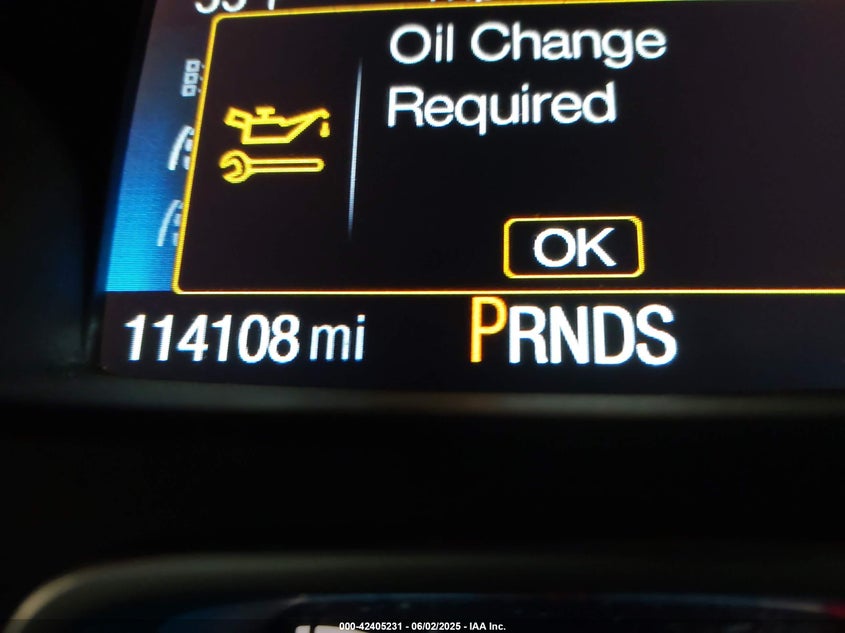 Oil Change
Required
OK
114108 mi
PRNDS
000-42405231 - 06/02/2025 - IAA Inc.